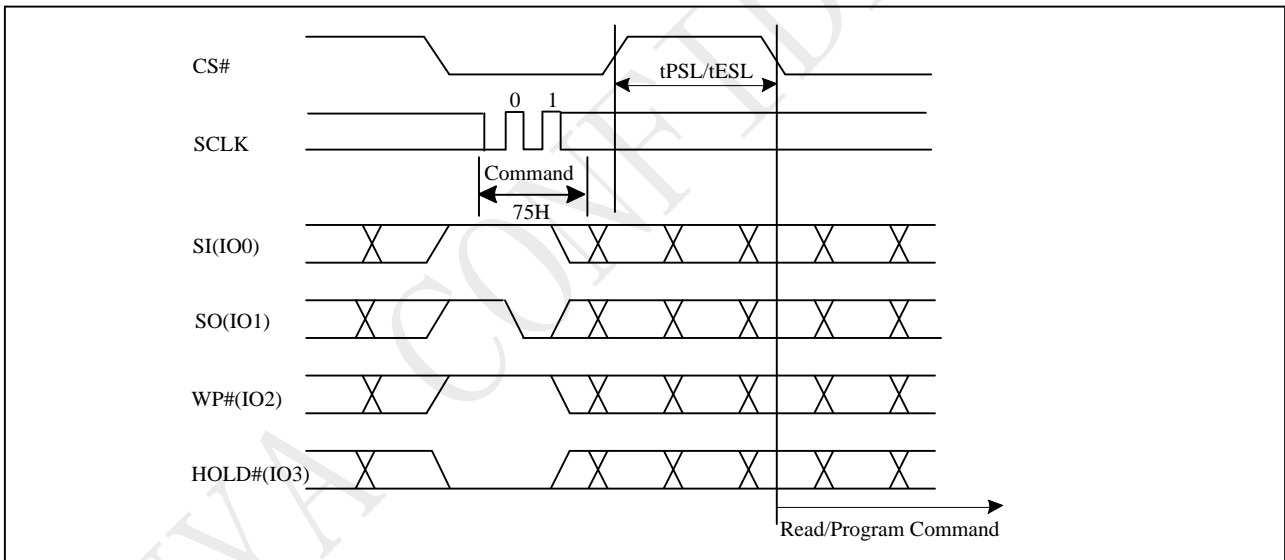 CS#
tPSL/tESL
0 1
SCLK
Command
75H
SI(IO0)
SO(IO1)
WP#(IO2)
HOLD#(IO3)
Read/Program Command